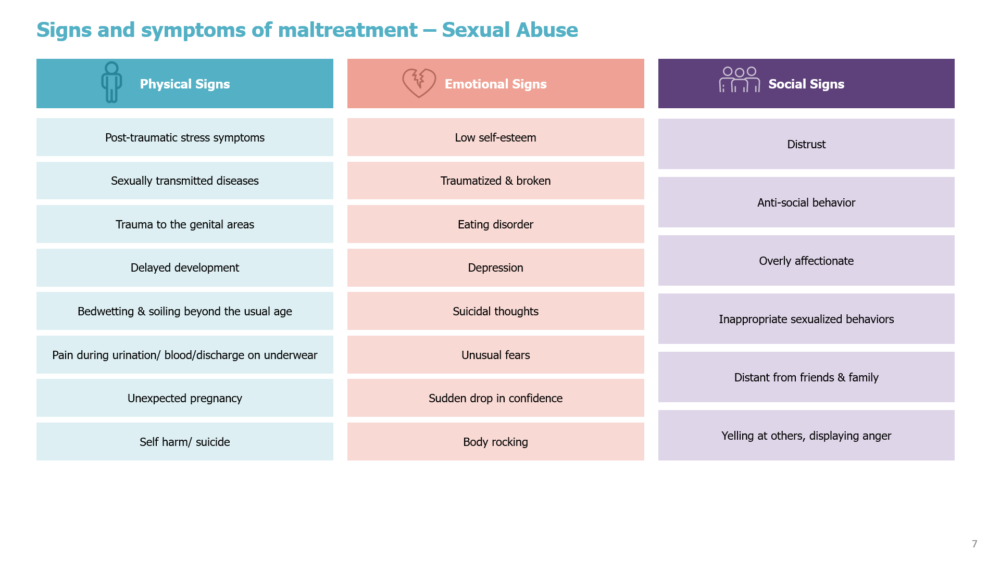 Signs and symptoms of maltreatment – Sexual Abuse
Physical Signs
Post-traumatic stress symptoms
Sexually transmitted diseases
Trauma to the genital areas
Delayed development
Bedwetting & soiling beyond the usual age
Pain during urination/ blood/discharge on underwear
Unexpected pregnancy
Self harm/ suicide
Emotional Signs
Low self-esteem
Traumatized & broken
Eating disorder
Depression
Suicidal thoughts
Unusual fears
Sudden drop in confidence
Body rocking
Social Signs
Distrust
Anti-social behavior
Overly affectionate
Inappropriate sexualized behaviors
Distant from friends & family
Yelling at others, displaying anger
7